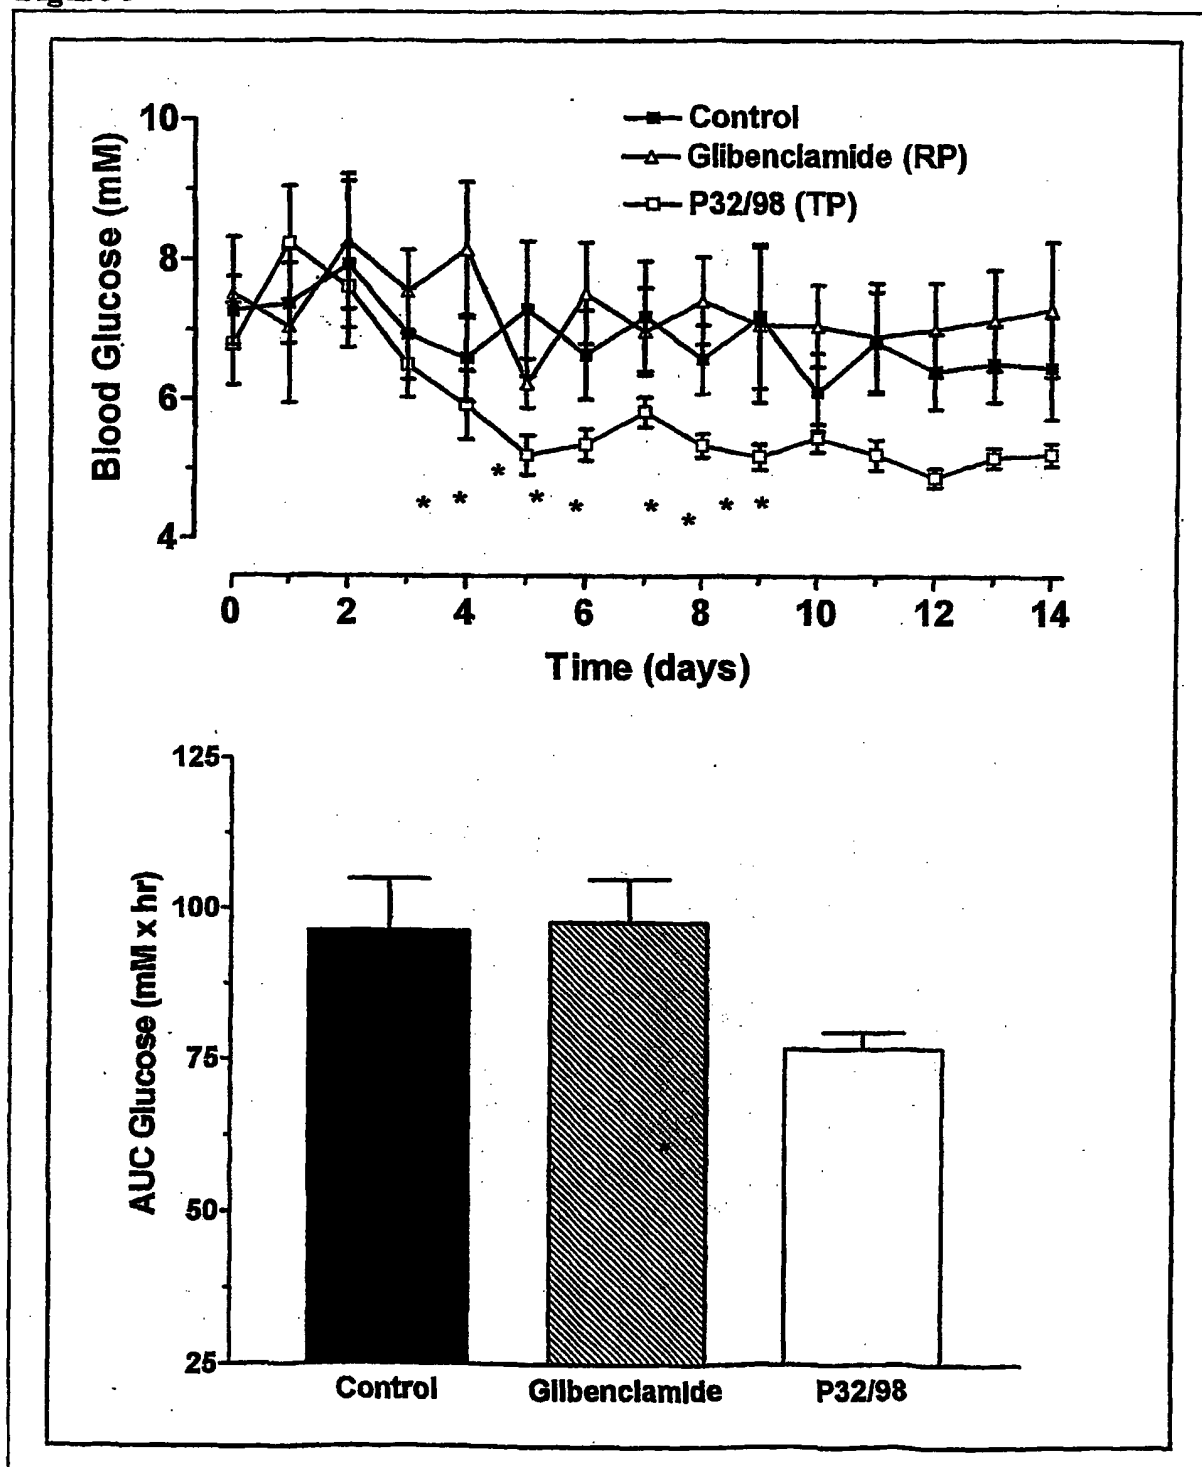 10
8
6
4
Blood Glucose (mM)
Control
Glibenclamide (RP)
P32/98 (TP)
* * * * * * * * *
0 2 4 6 8 10 12 14
Time (days)
125
100
75
50
25
AUC Glucose (mM x hr)
Control Glibenclamide P32/98